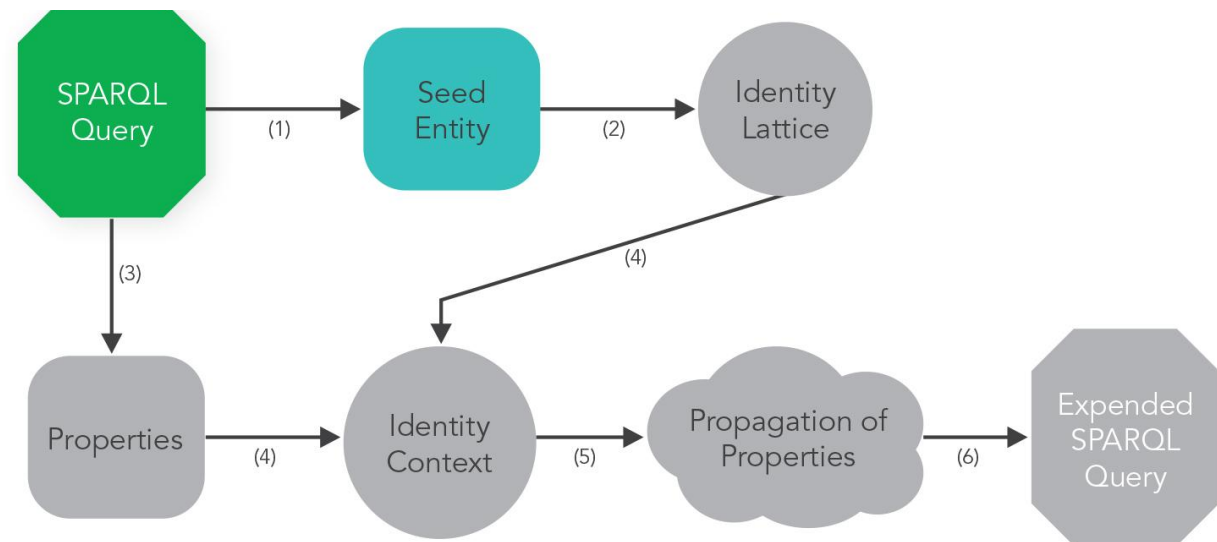 SPARQL
Query
(1)
Seed
Entity
(2)
Identity
Lattice
(3)
(4)
Properties
(4)
Identity
Context
(5)
Propagation of
Properties
(6)
Expended
SPARQL
Query